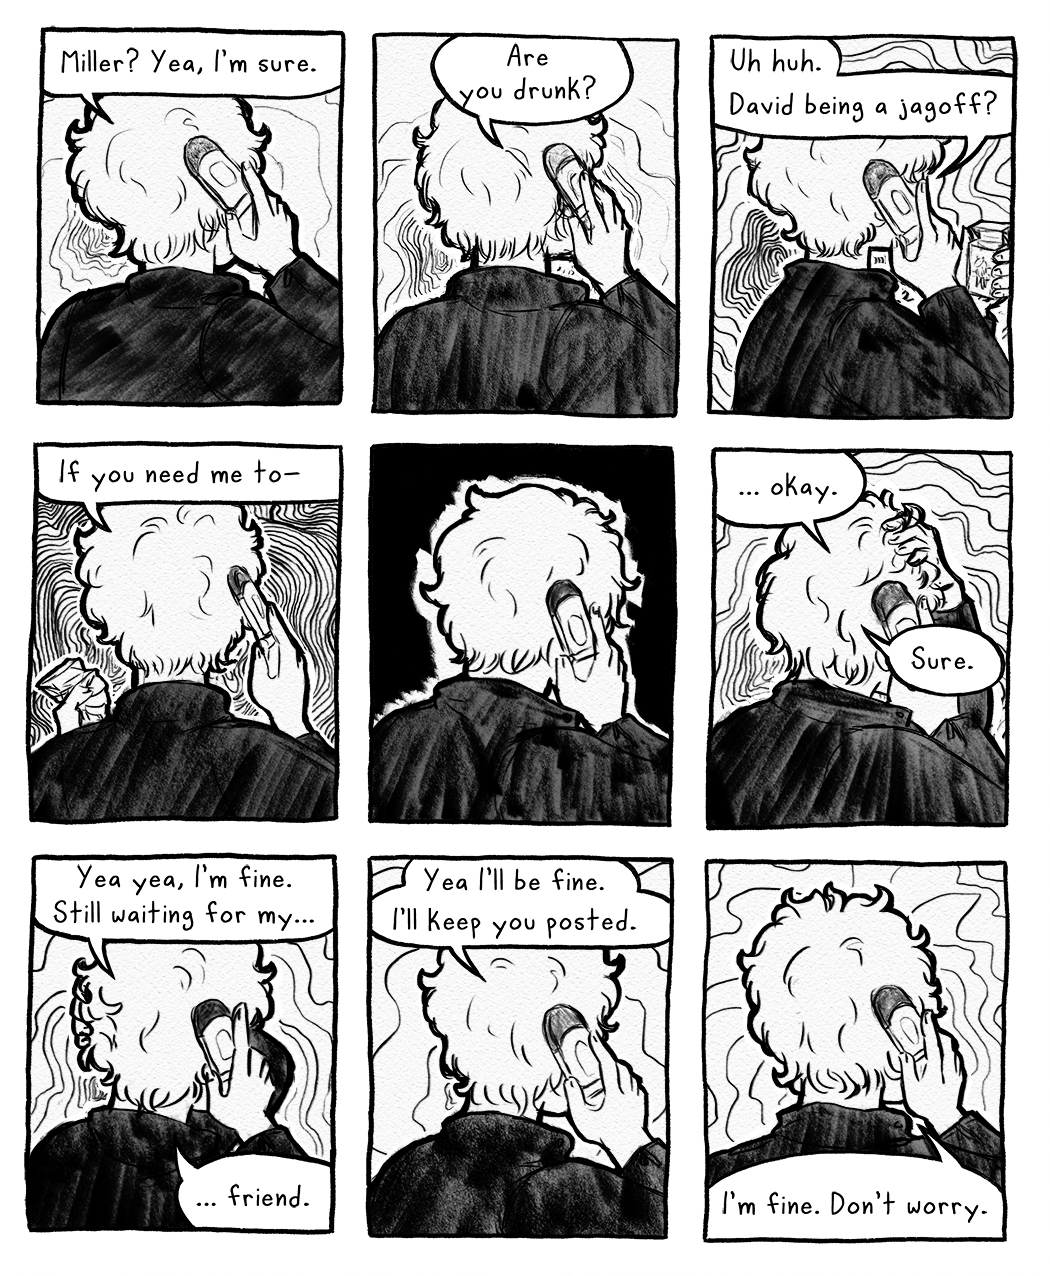 Miller? Yea, I'm sure.
Are
you drunk?
Uh huh.
David being a jagoff?
If you need me to—
... okay.
Sure.
Yea yea, I'm fine.
Still waiting for my...
... friend.
Yea I'll be fine.
I'll keep you posted.
I'm fine. Don't worry.